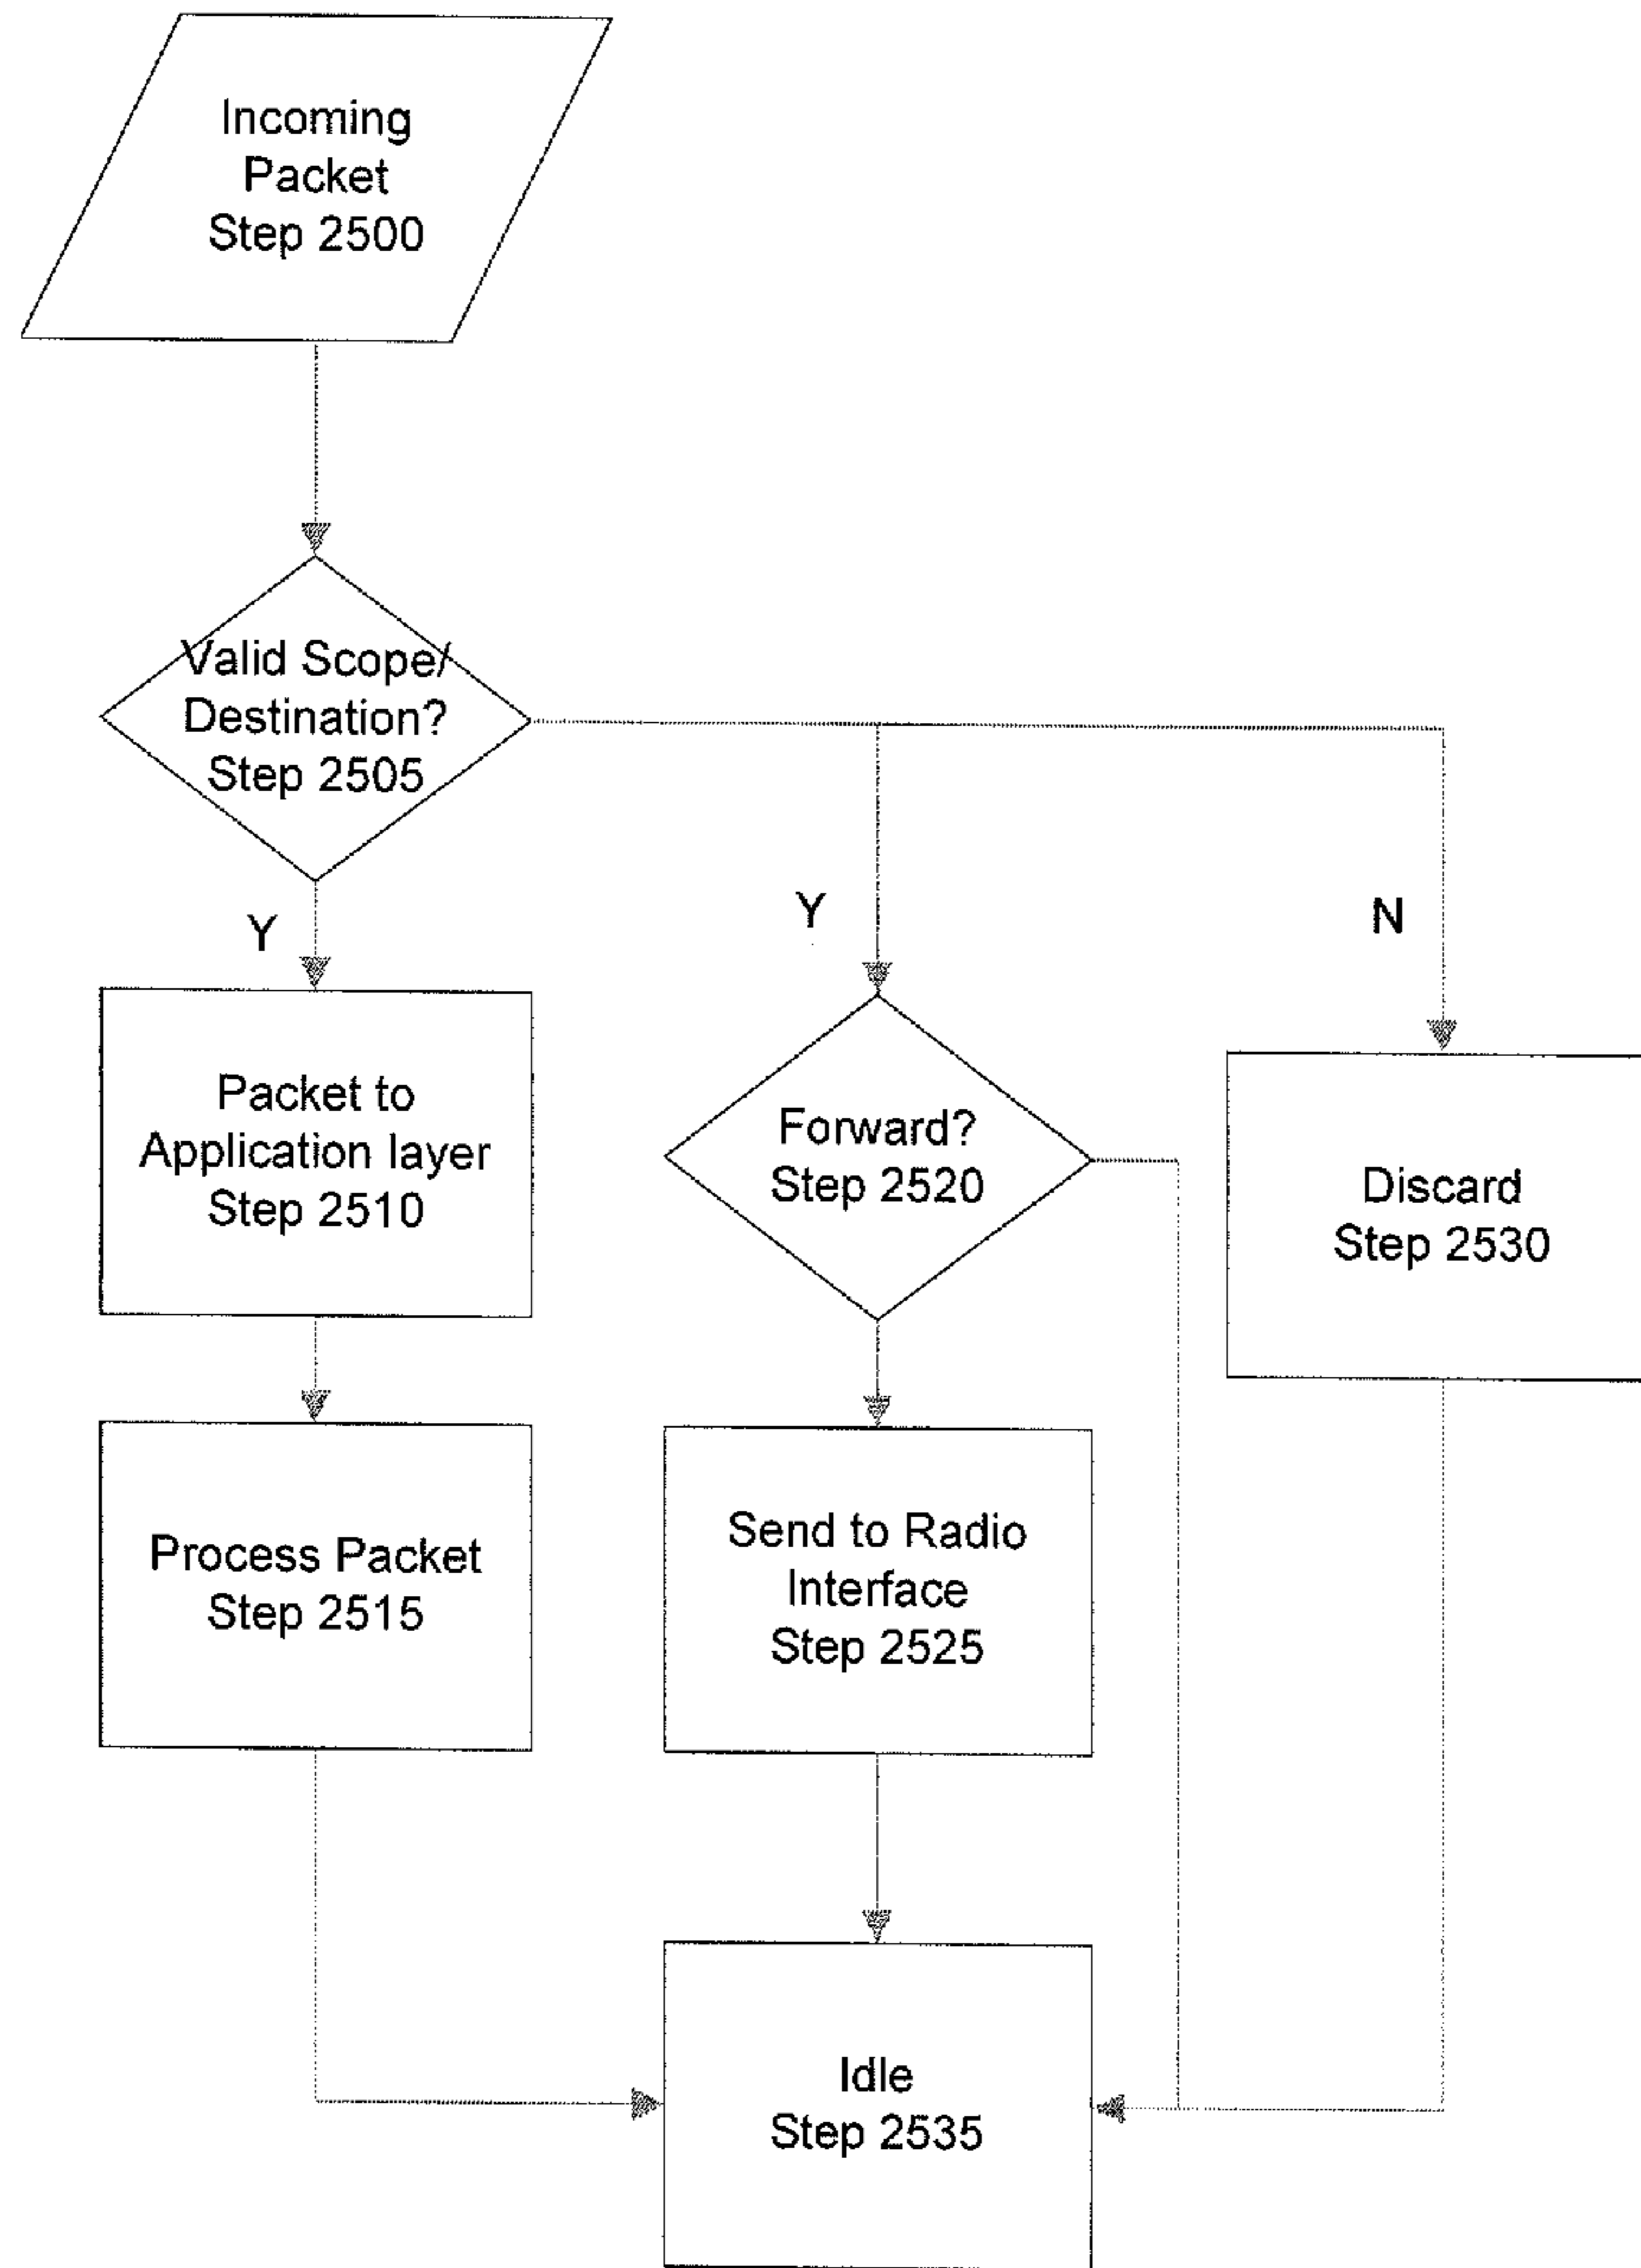 Incoming
Packet
Step 2500
Valid Scope/
Destination?
Step 2505
Y
Y
N
Packet to
Application layer
Step 2510
Forward?
Step 2520
Discard
Step 2530
Process Packet
Step 2515
Send to Radio
Interface
Step 2525
Idle
Step 2535